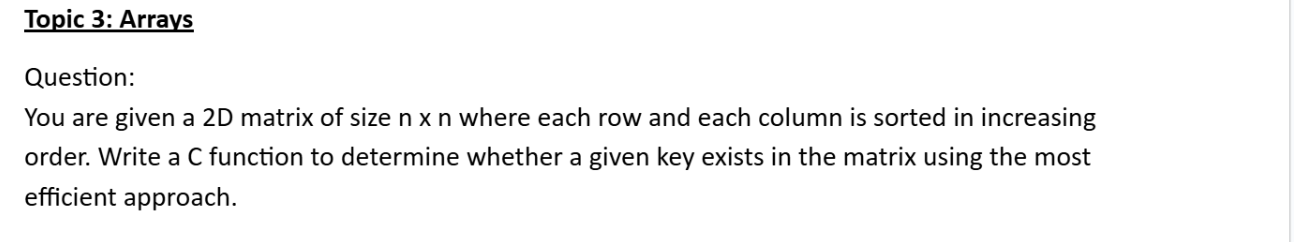 Topic 3: Arrays
Question:
You are given a 2D matrix of size n x n where each row and each column is sorted in increasing
order. Write a C function to determine whether a given key exists in the matrix using the most
efficient approach.